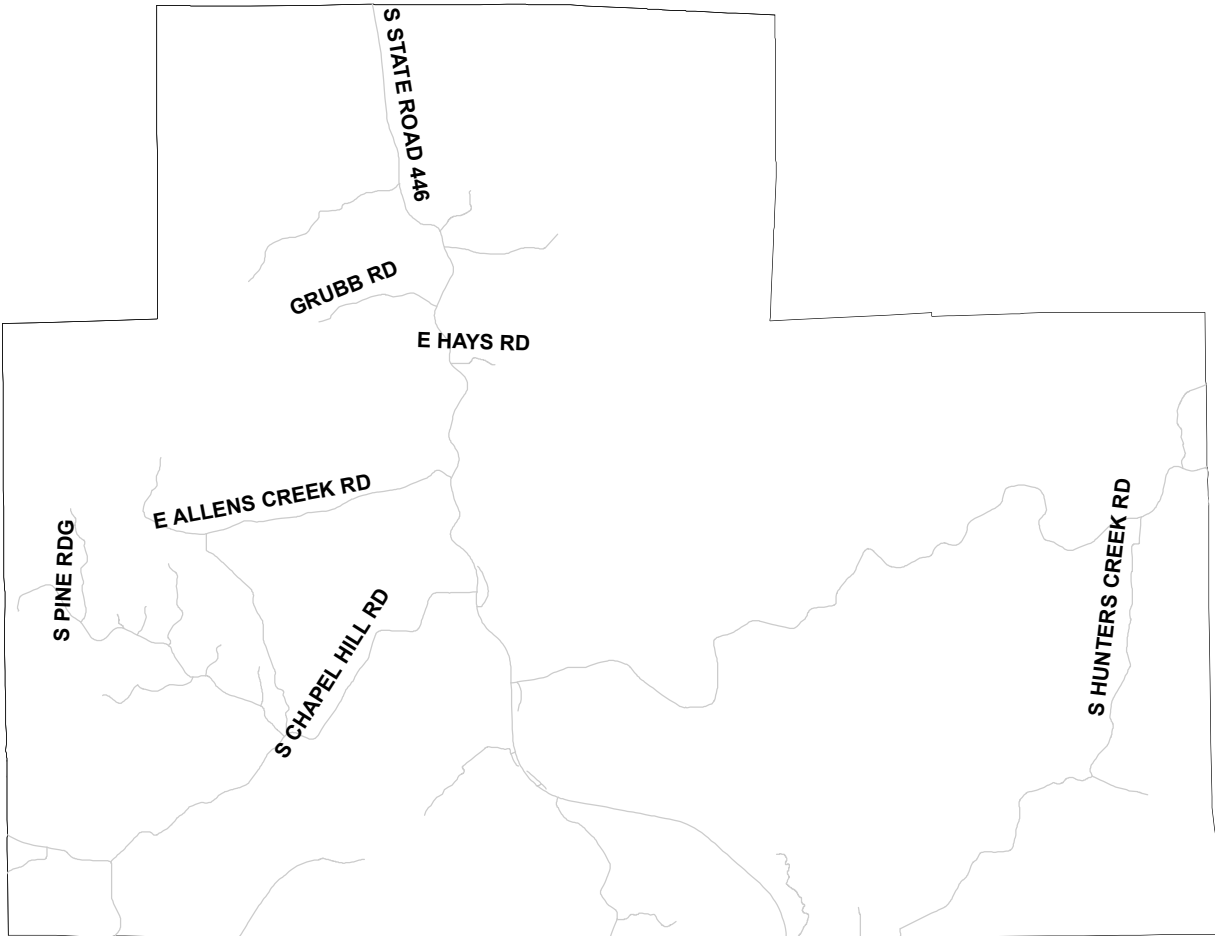 S STATE ROAD 446
GRUBB RD
E HAYS RD
E ALLENS CREEK RD
S PINE RDG
S CHAPEL HILL RD
S HUNTERS CREEK RD